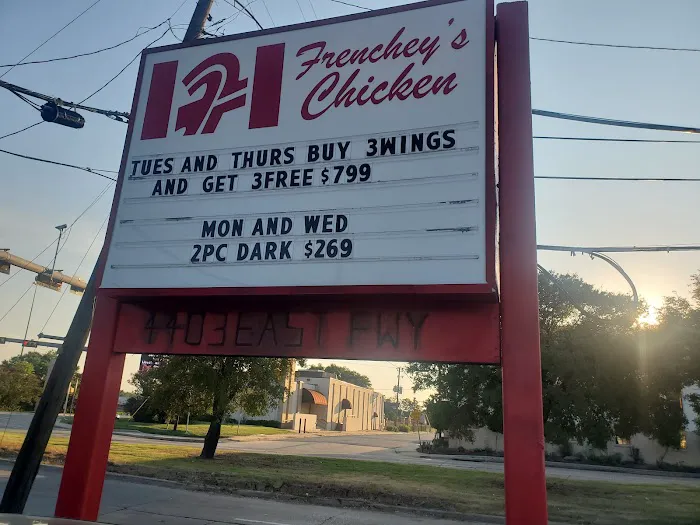 Frenchey's
Chicken
TUES AND THURS BUY 3WINGS
AND GET 3FREE $799
MON AND WED
2PC DARK $269
4403 EAST FWY